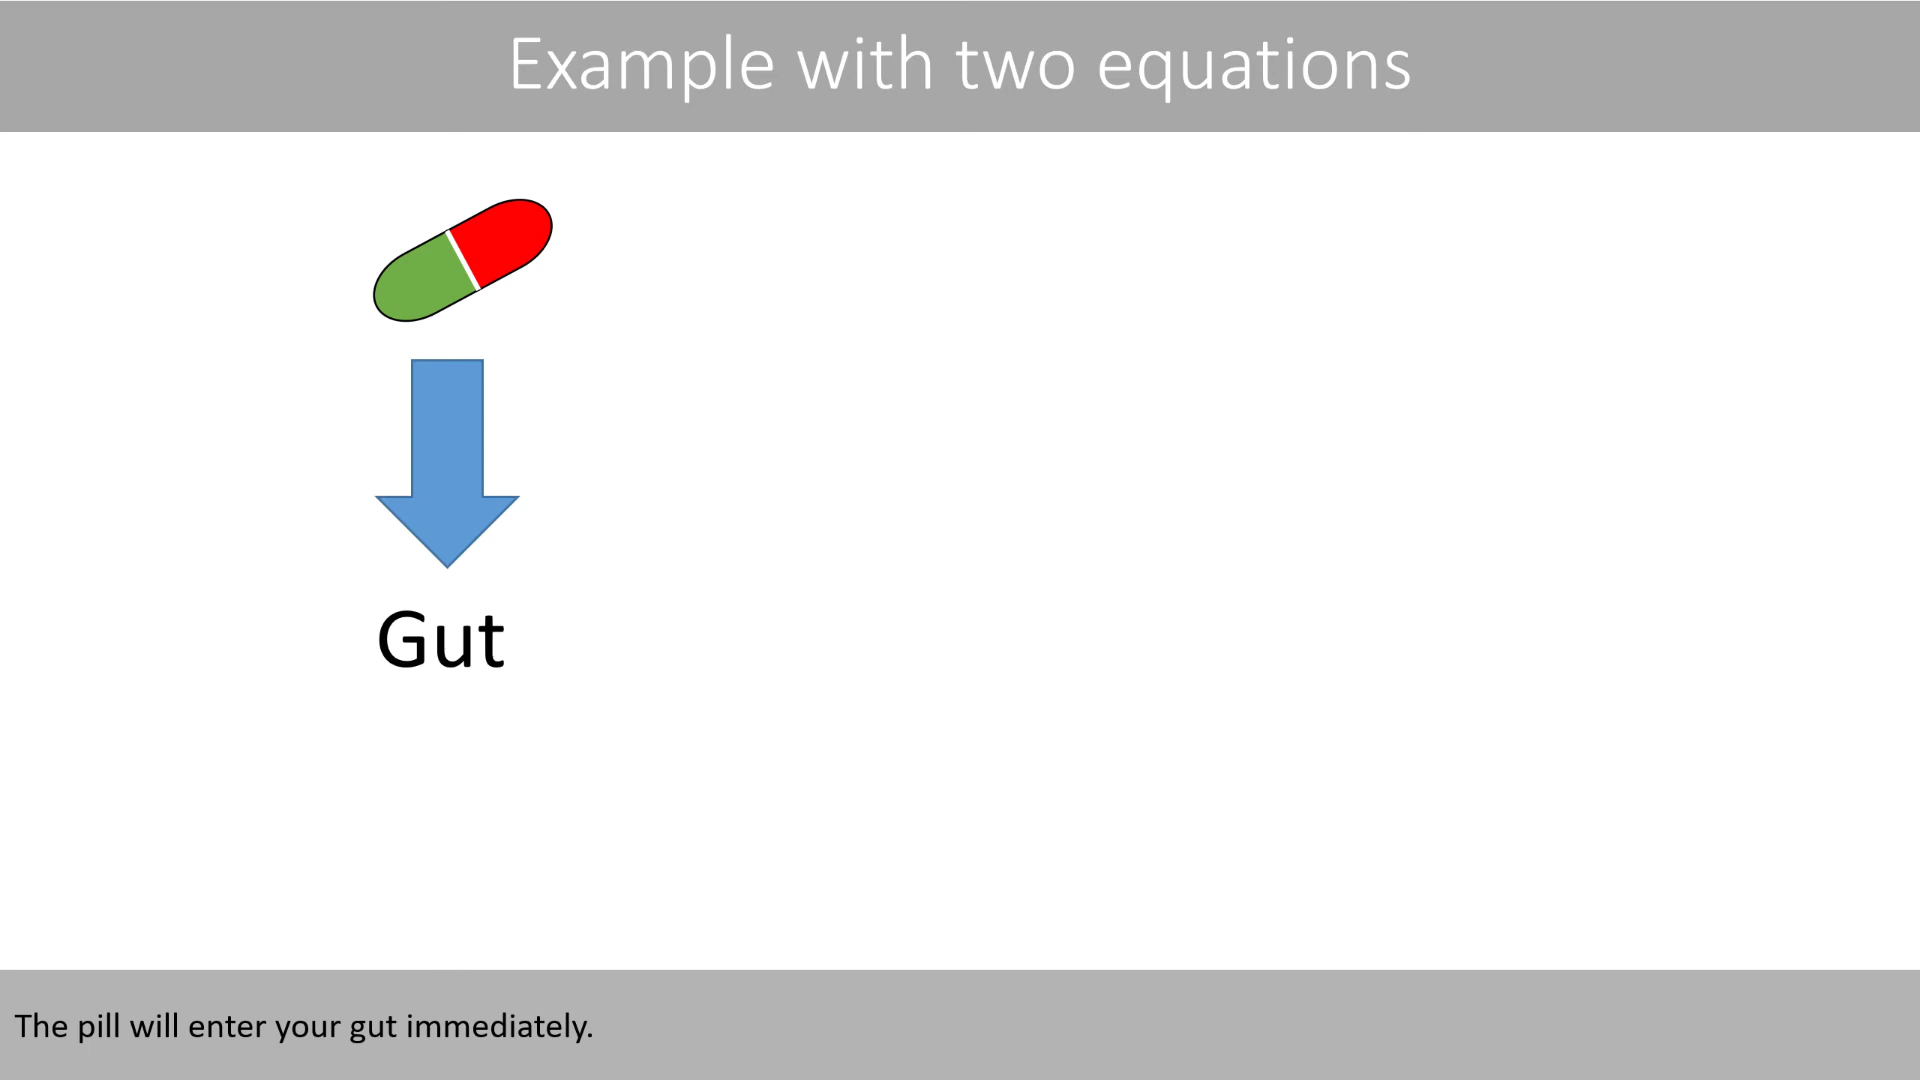 Example with two equations
Gut
The pill will enter your gut immediately.